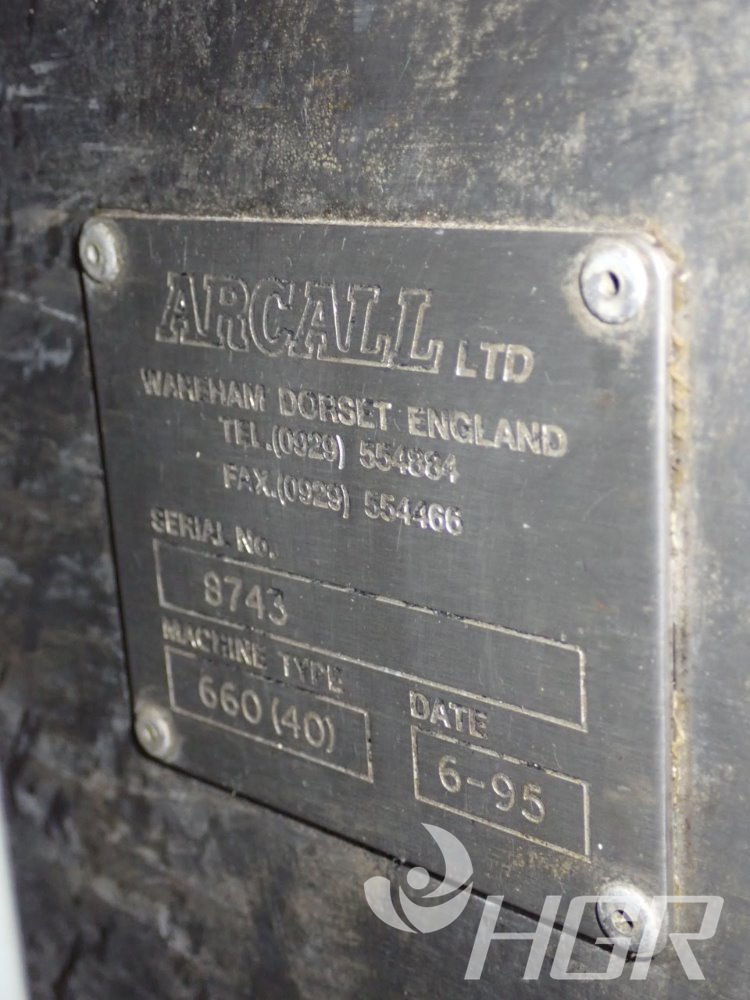 ARCALL LTD
WAREHAM DORSET ENGLAND
TEL.(0929) 554884
FAX.(0929) 554466
SERIAL No.
8743
MACHINE TYPE
660 (40)
DATE
6-95
HGR